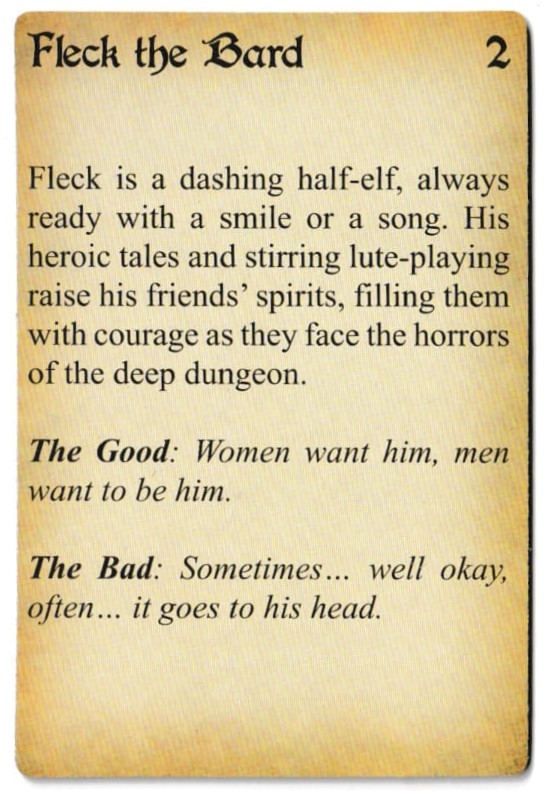 Fleck the Bard 2
Fleck is a dashing half-elf, always
ready with a smile or a song. His
heroic tales and stirring lute-playing
raise his friends’ spirits, filling them
with courage as they face the horrors
of the deep dungeon.
The Good: Women want him, men
want to be him.
The Bad: Sometimes... well okay,
often... it goes to his head.